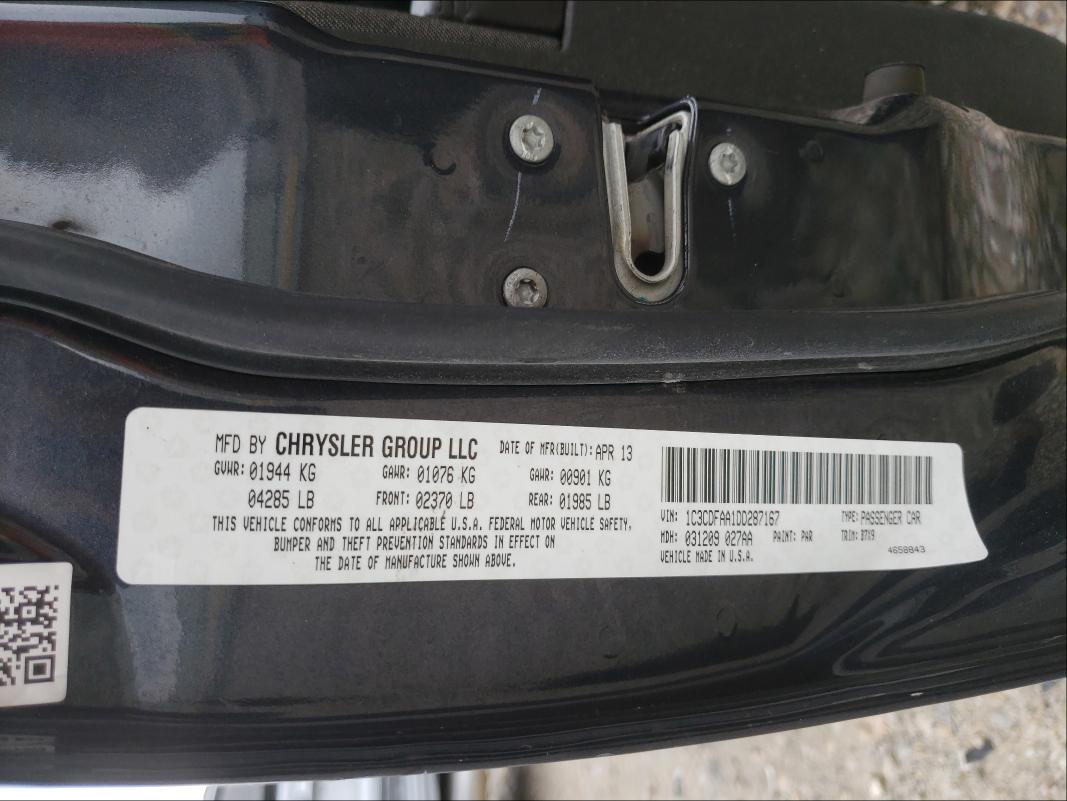 MFD BY CHRYSLER GROUP LLC DATE OF MFR(BUILT): APR 13
GVWR: 01944 KG GAWR: 01076 KG GAWR: 00901 KG
04285 LB FRONT: 02370 LB REAR: 01985 LB
THIS VEHICLE CONFORMS TO ALL APPLICABLE U.S.A. FEDERAL MOTOR VEHICLE SAFETY,
BUMPER AND THEFT PREVENTION STANDARDS IN EFFECT ON
THE DATE OF MANUFACTURE SHOWN ABOVE.
VIN: 1C3CDFAA1DD287167 TYPE: PASSENGER CAR
MDH: 031209 027AA PAINT: PAR TRIM: B7X9
VEHICLE MADE IN U.S.A. 4658843